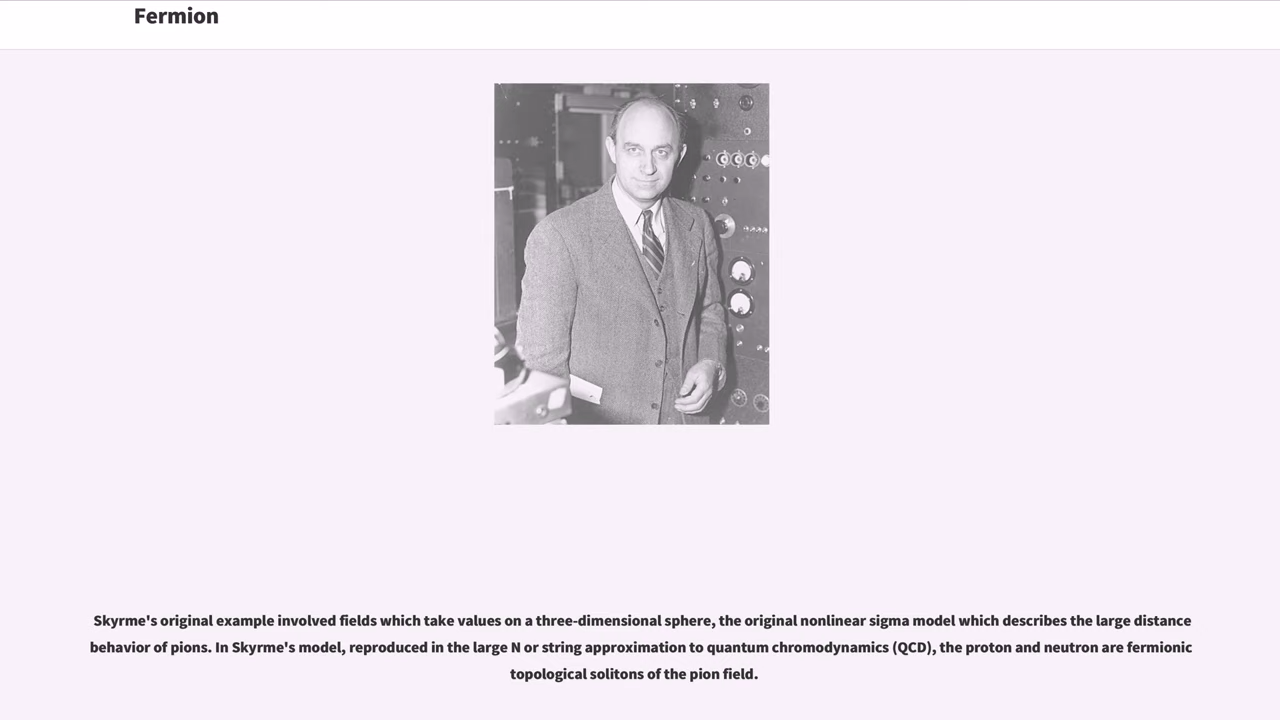 Fermion
Skyrme's original example involved fields which take values on a three-dimensional sphere, the original nonlinear sigma model which describes the large distance
behavior of pions. In Skyrme's model, reproduced in the large N or string approximation to quantum chromodynamics (QCD), the proton and neutron are fermionic
topological solitons of the pion field.